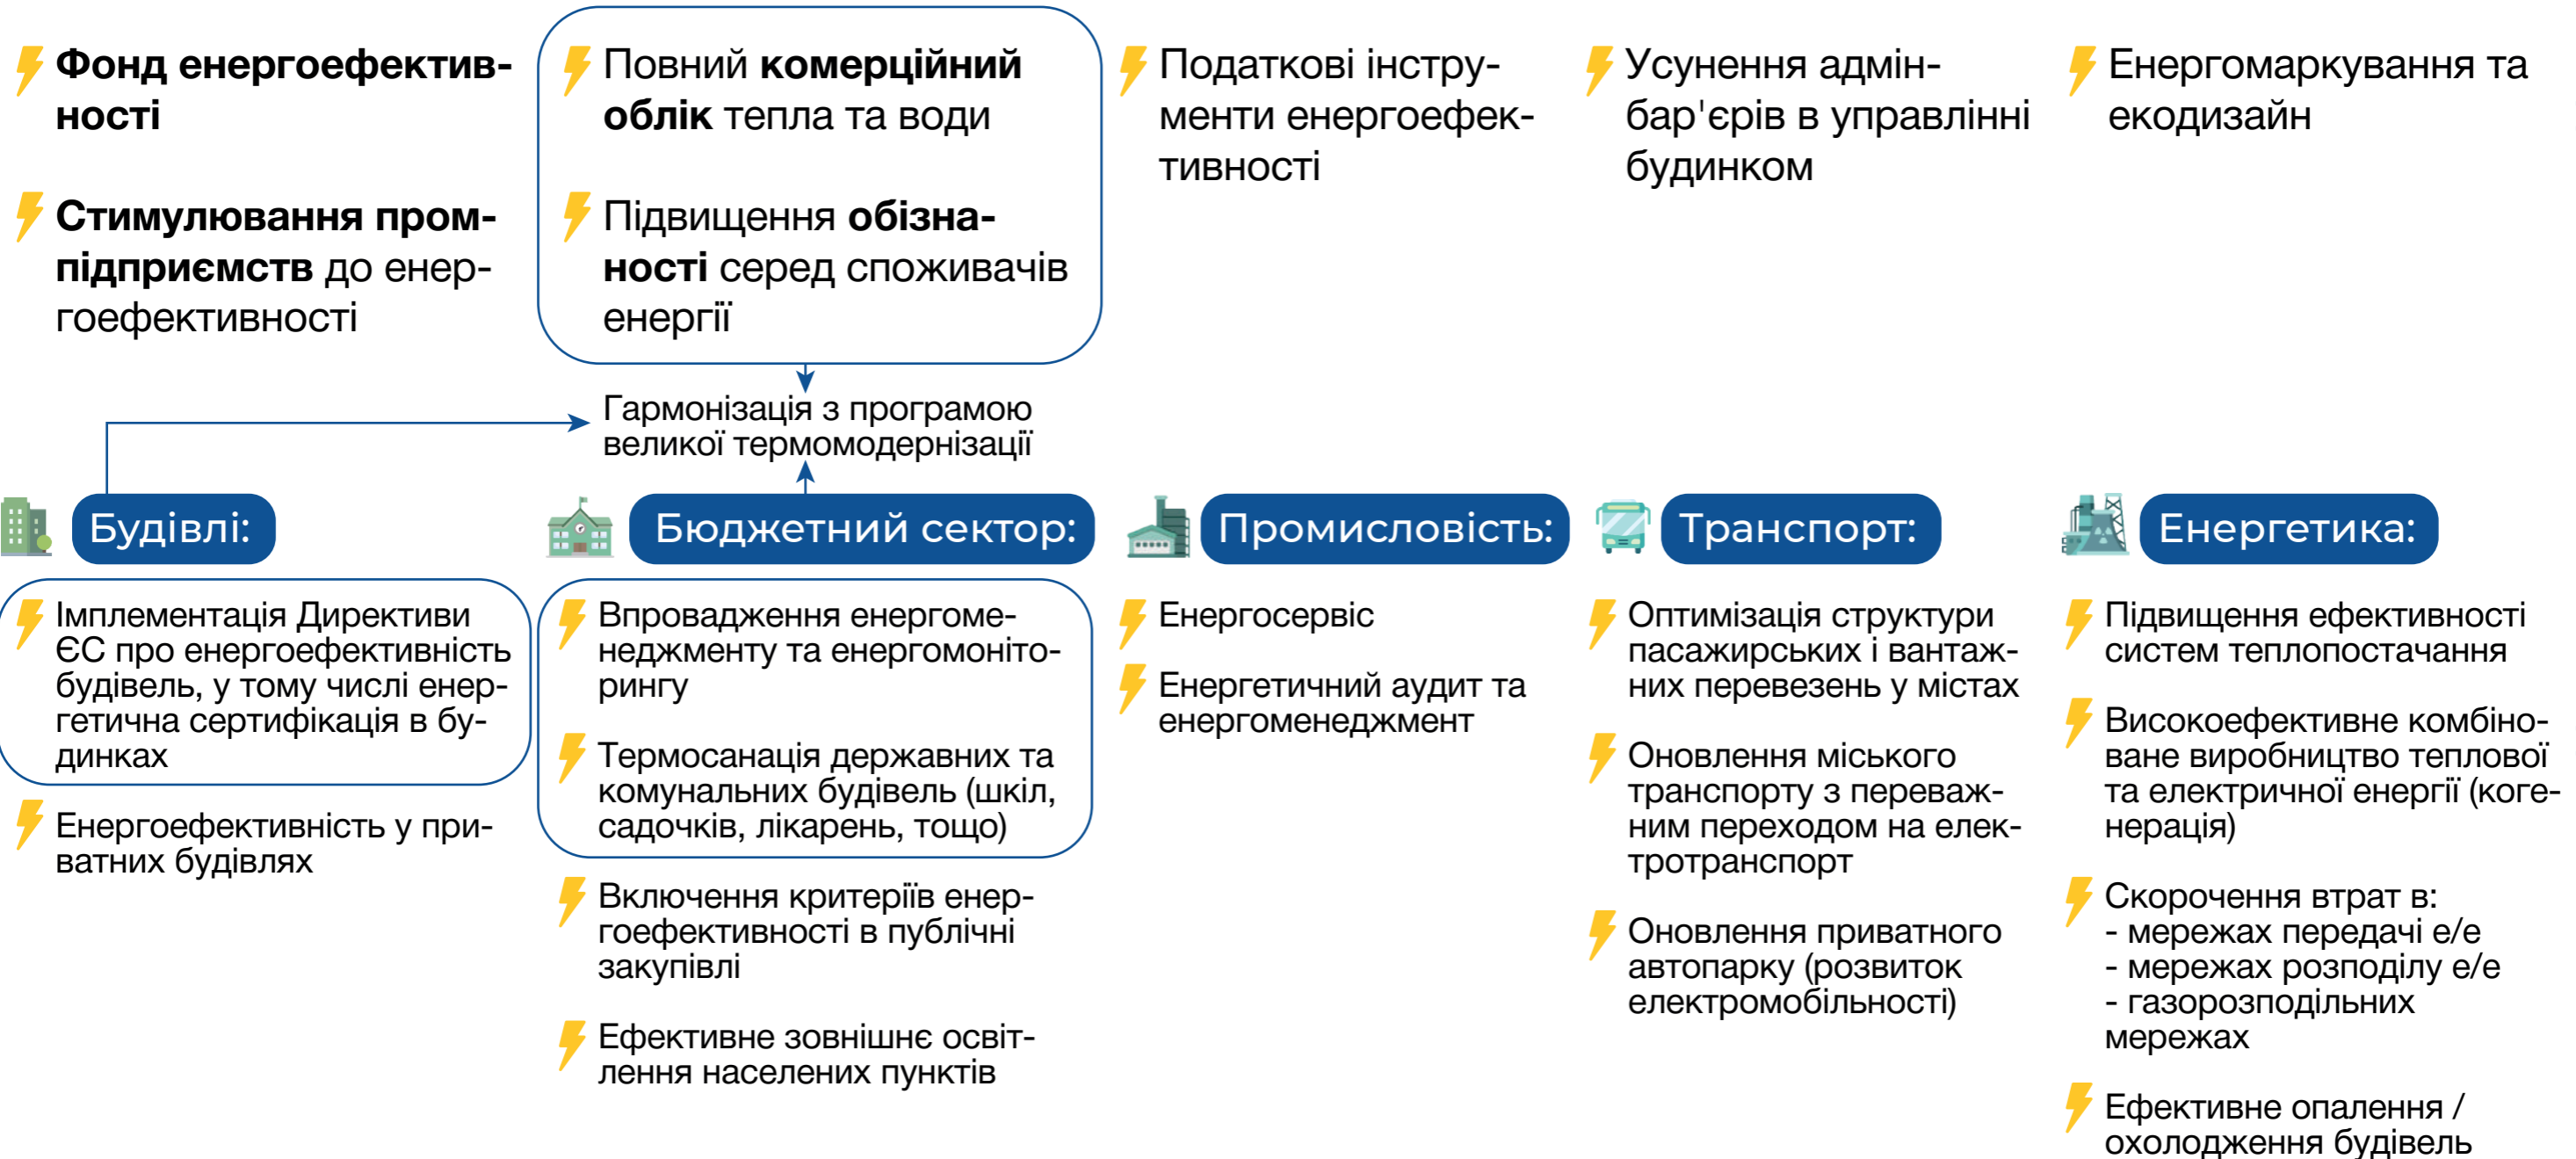 Фонд енергоефектив-
ності
Стимулювання пром-
підприємств до енер-
гоефективності
Повний комерційний
облік тепла та води
Підвищення обізна-
ності серед споживачів
енергії
Податкові інстру-
менти енергоефек-
тивності
Усунення адмін-
бар'єрів в управлінні
будинком
Енергомаркування та
екодизайн
Гармонізація з програмою
великої термомодернізації
Будівлі:
Імплементація Директиви
ЄС про енергоефективність
будівель, у тому числі енер-
гетична сертифікація в бу-
динках
Енергоефективність у при-
ватних будівлях
Бюджетний сектор:
Впровадження енергоме-
неджменту та енергомоніто-
рингу
Термосанація державних та
комунальних будівель (шкіл,
садочків, лікарень, тощо)
Включення критеріїв енер-
гоефективності в публічні
закупівлі
Ефективне зовнішнє освіт-
лення населених пунктів
Промисловість:
Енергосервіс
Енергетичний аудит та
енергоменеджмент
Транспорт:
Оптимізація структури
пасажирських і вантаж-
них перевезень у містах
Оновлення міського
транспорту з переваж-
ним переходом на елек-
тротранспорт
Оновлення приватного
автопарку (розвиток
електромобільності)
Енергетика:
Підвищення ефективності
систем теплопостачання
Високоефективне комбіно-
ване виробництво теплової
та електричної енергії (коге-
нерація)
Скорочення втрат в:
- мережах передачі е/е
- мережах розподілу е/е
- газорозподільних
мережах
Ефективне опалення /
охолодження будівель